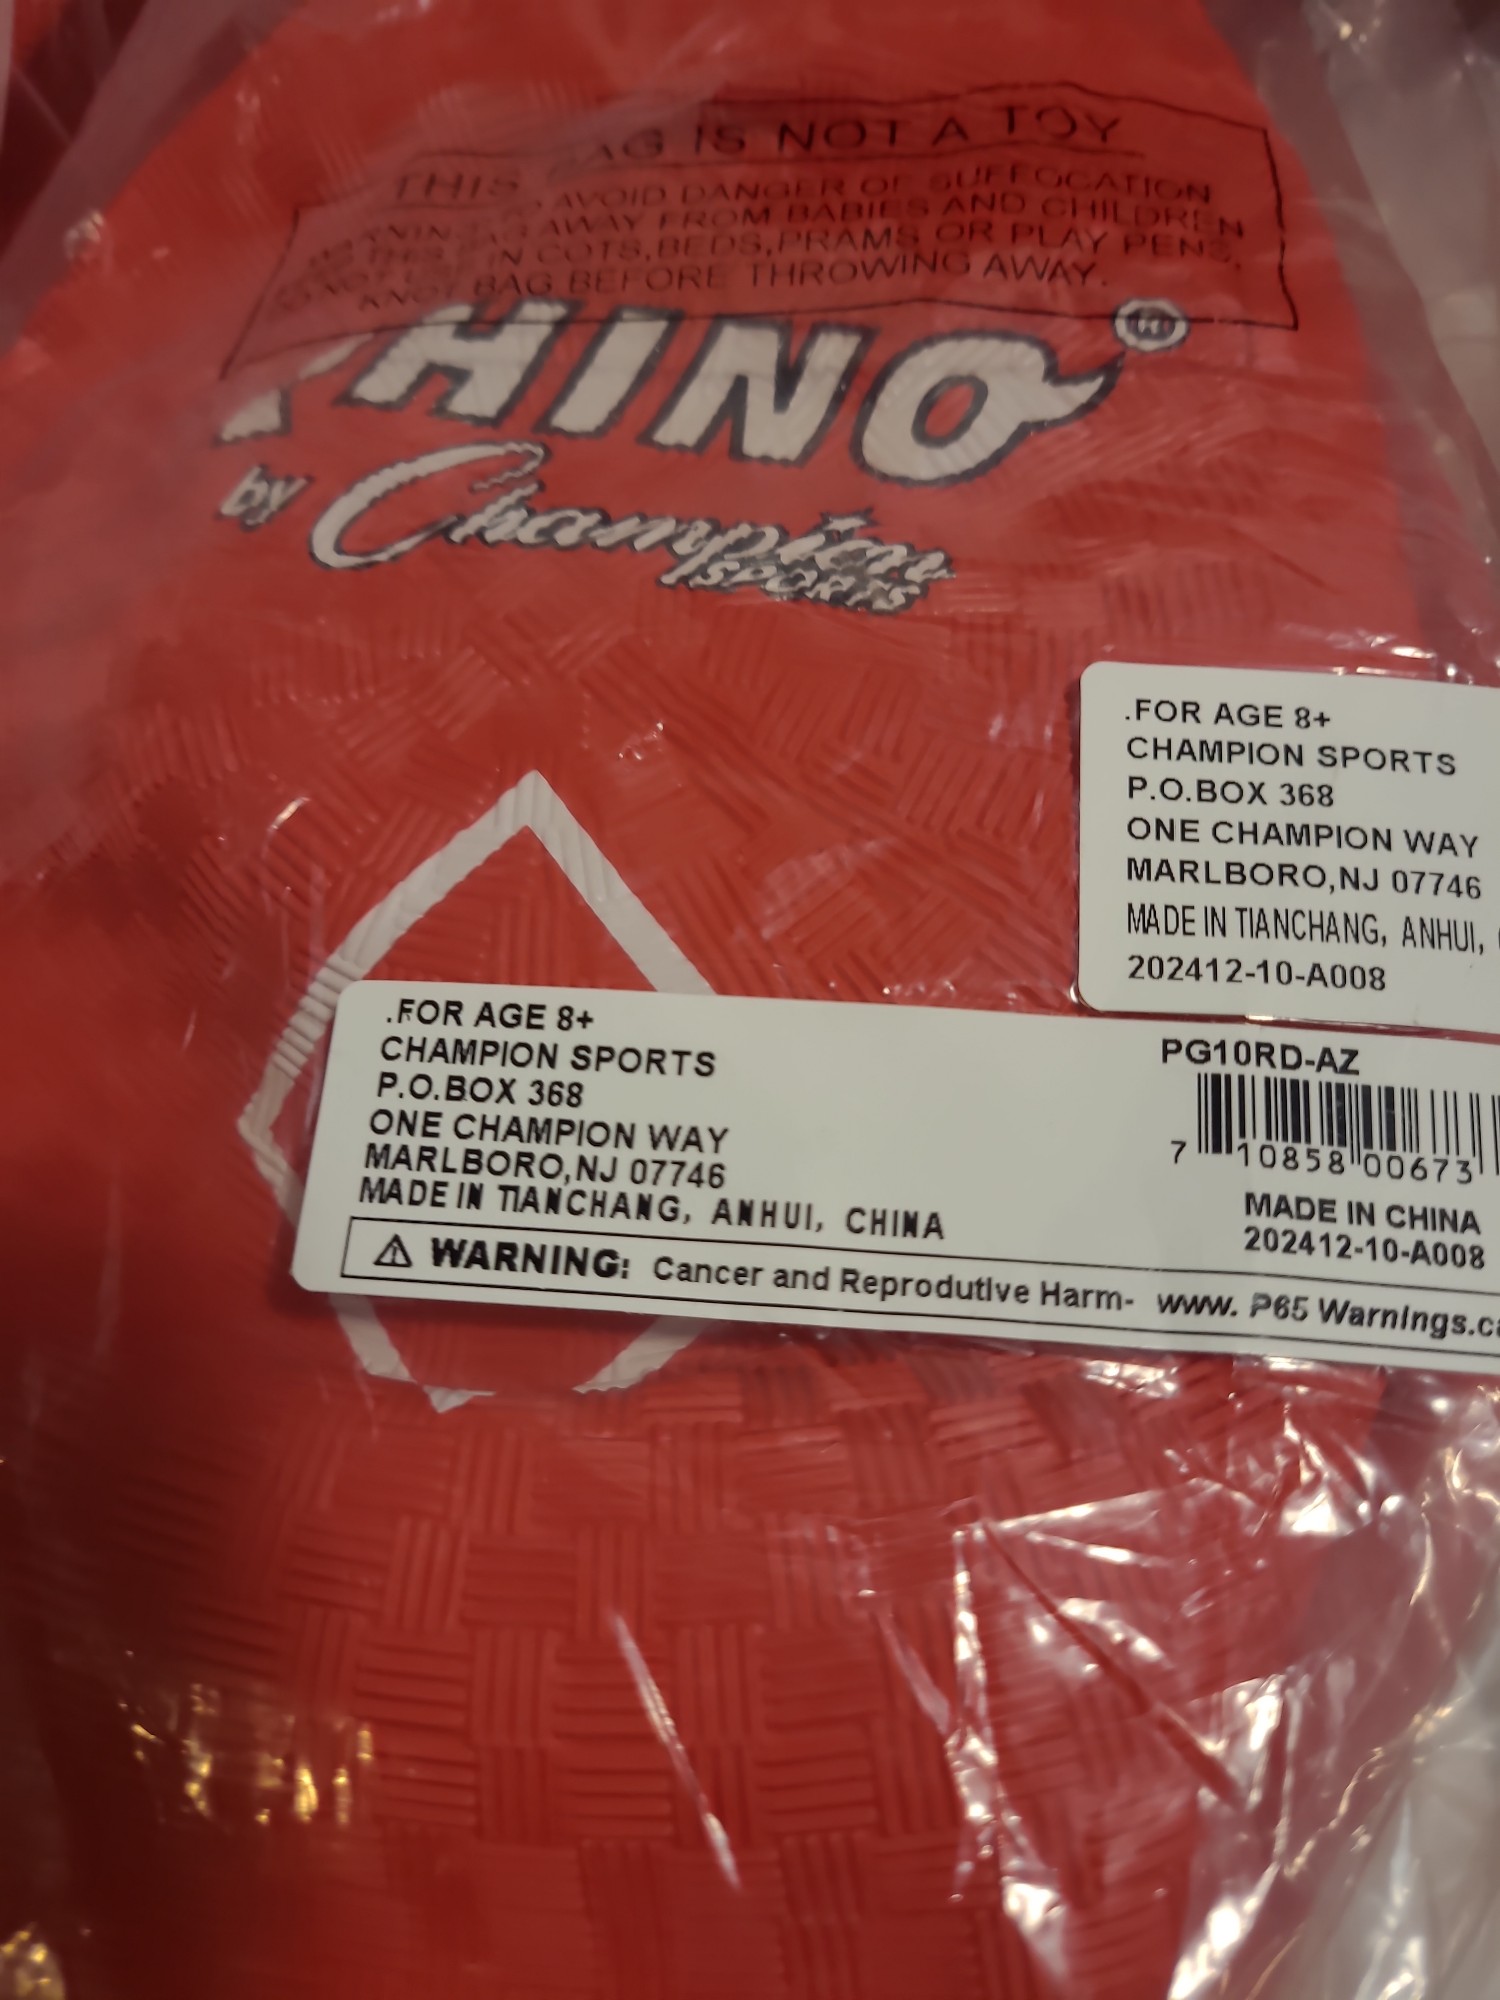 THIS BAG IS NOT A TOY
AVOID DANGER OF SUFFOCATION
AWAY FROM BABIES AND CHILDREN
IN COTS,BEDS,PRAMS OR PLAY PENS,
KNOT BAG BEFORE THROWING AWAY.
RHINO®
by Champion
SPORTS
.FOR AGE 8+
CHAMPION SPORTS
P.O.BOX 368
ONE CHAMPION WAY
MARLBORO,NJ 07746
MADE IN TIANCHANG, ANHUI,
202412-10-A008
.FOR AGE 8+
CHAMPION SPORTS
P.O.BOX 368
ONE CHAMPION WAY
MARLBORO,NJ 07746
MADE IN TIANCHANG, ANHUI, CHINA
PG10RD-AZ
7 10858 00673
MADE IN CHINA
202412-10-A008
⚠ WARNING: Cancer and Reprodutive Harm- www. P65 Warnings.ca